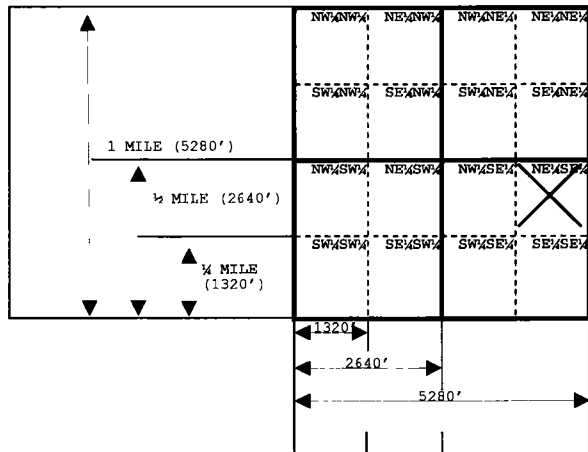 NW¼NW¼ NE¼NW¼ NW¼NE¼ NE¼NE¼
SW¼NW¼ SE¼NW¼ SW¼NE¼ SE¼NE¼
1 MILE (5280')
NW¼SW¼ NE¼SW¼ NW¼SE¼ NE¼SE¼
½ MILE (2640')
SW¼SW¼ SE¼SW¼ SW¼SE¼ SE¼SE¼
¼ MILE
(1320')
1320'
2640'
5280'